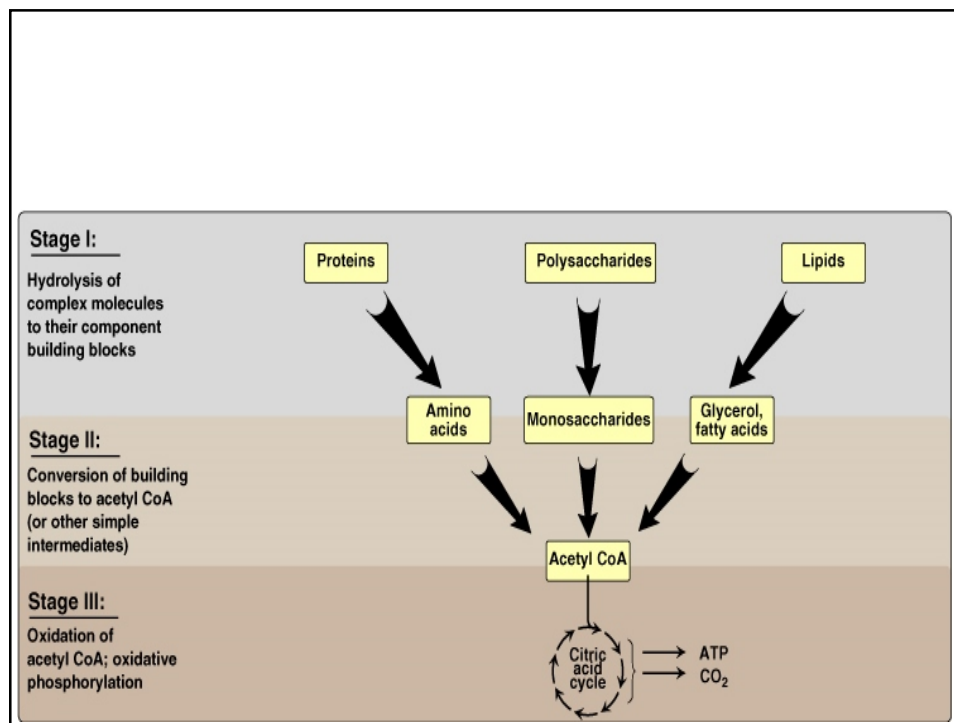 Stage I:
Hydrolysis of
complex molecules
to their component
building blocks
Proteins
Polysaccharides
Lipids
Amino
acids
Monosaccharides
Glycerol,
fatty acids
Stage II:
Conversion of building
blocks to acetyl CoA
(or other simple
intermediates)
Acetyl CoA
Stage III:
Oxidation of
acetyl CoA; oxidative
phosphorylation
Citric
acid
cycle
ATP
CO₂